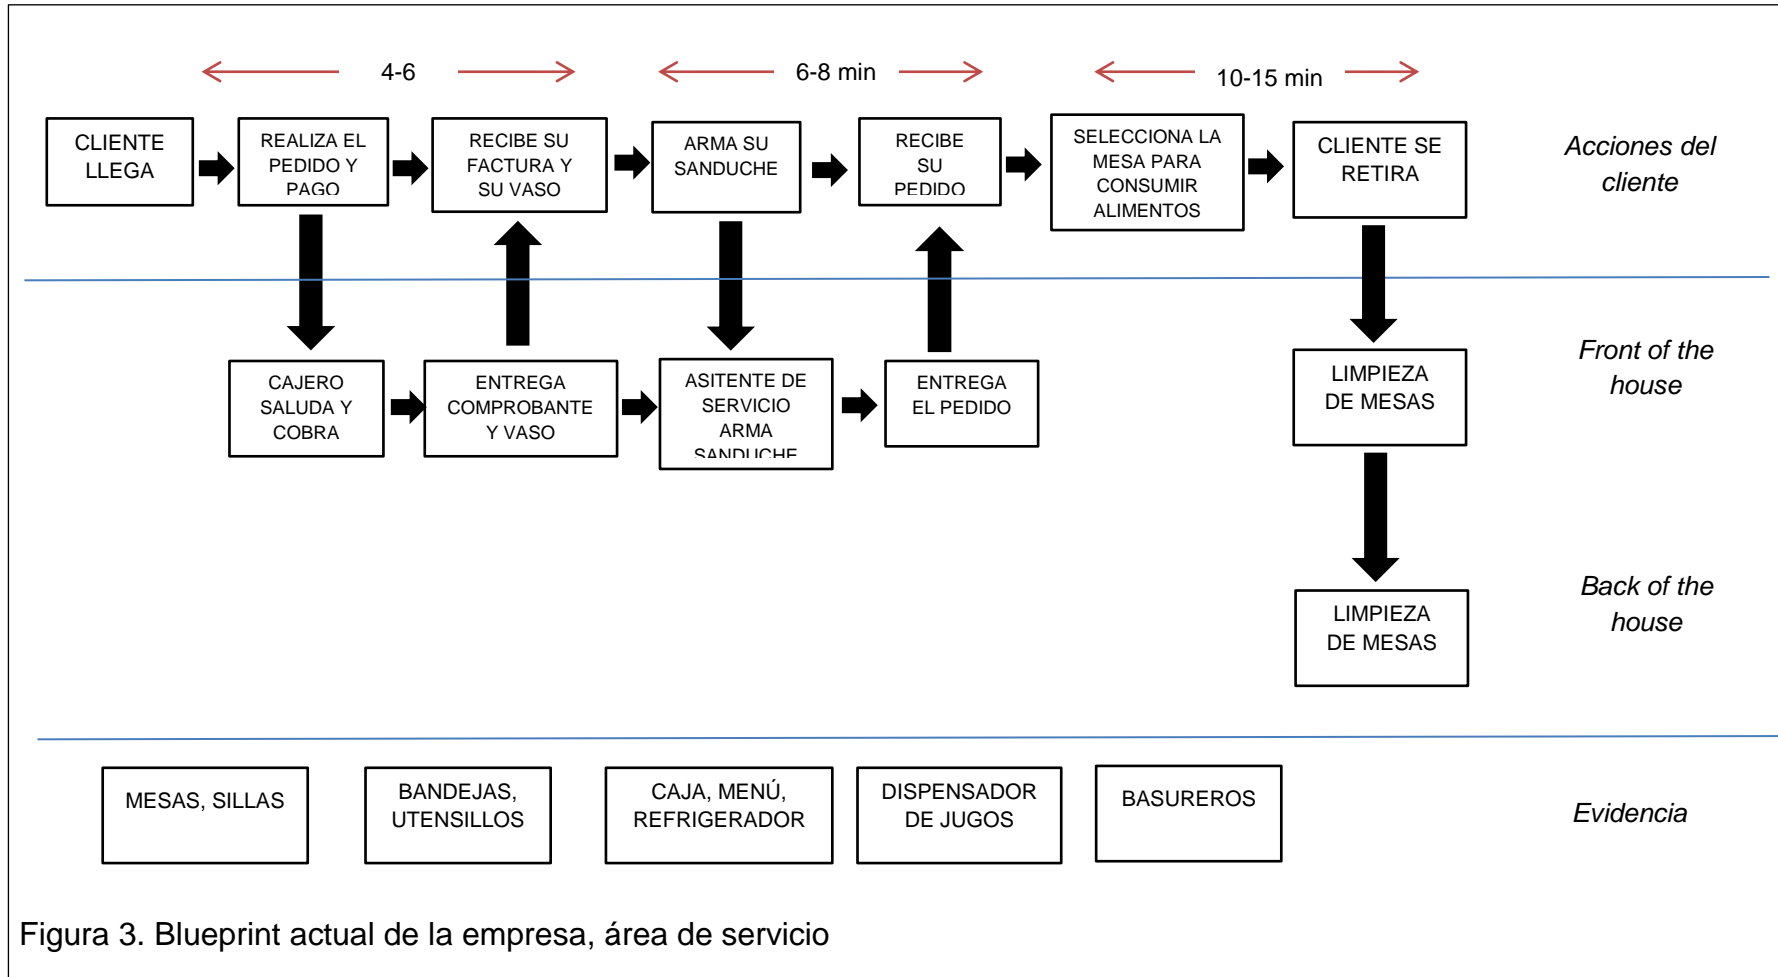 4-6
6-8 min
10-15 min
CLIENTE
LLEGA
REALIZA EL
PEDIDO Y
PAGO
RECIBE SU
FACTURA Y
SU VASO
ARMA SU
SANDUCHE
RECIBE
SU
PEDIDO
SELECCIONA LA
MESA PARA
CONSUMIR
ALIMENTOS
CLIENTE SE
RETIRA
Acciones del
cliente
CAJERO
SALUDA Y
COBRA
ENTREGA
COMPROBANTE
Y VASO
ASITENTE DE
SERVICIO
ARMA
SANDUCHE
ENTREGA
EL PEDIDO
LIMPIEZA
DE MESAS
Front of the
house
LIMPIEZA
DE MESAS
Back of the
house
MESAS, SILLAS
BANDEJAS,
UTENSILLOS
CAJA, MENÚ,
REFRIGERADOR
DISPENSADOR
DE JUGOS
BASUREROS
Evidencia
Figura 3. Blueprint actual de la empresa, área de servicio